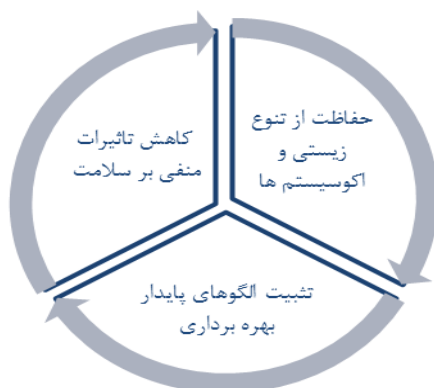 حفاظت از تنوع
زیستی و
اکوسیستم ها
تثبیت الگوهای پایدار
بهره برداری
کاهش تاثیرات
منفی بر سلامت